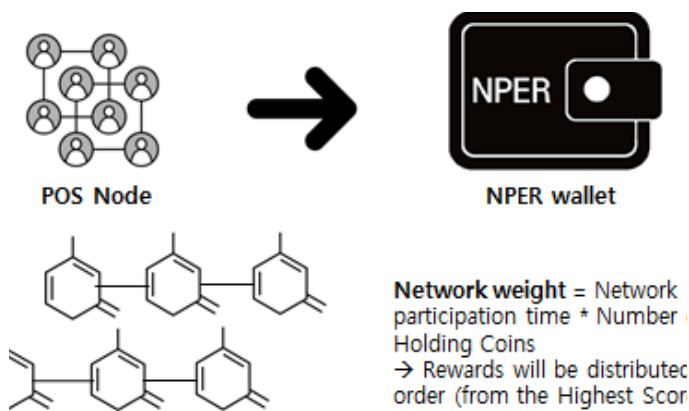 NPER
POS Node
NPER wallet
Network weight = Network
participation time * Number
Holding Coins
→ Rewards will be distributed
order (from the Highest Score